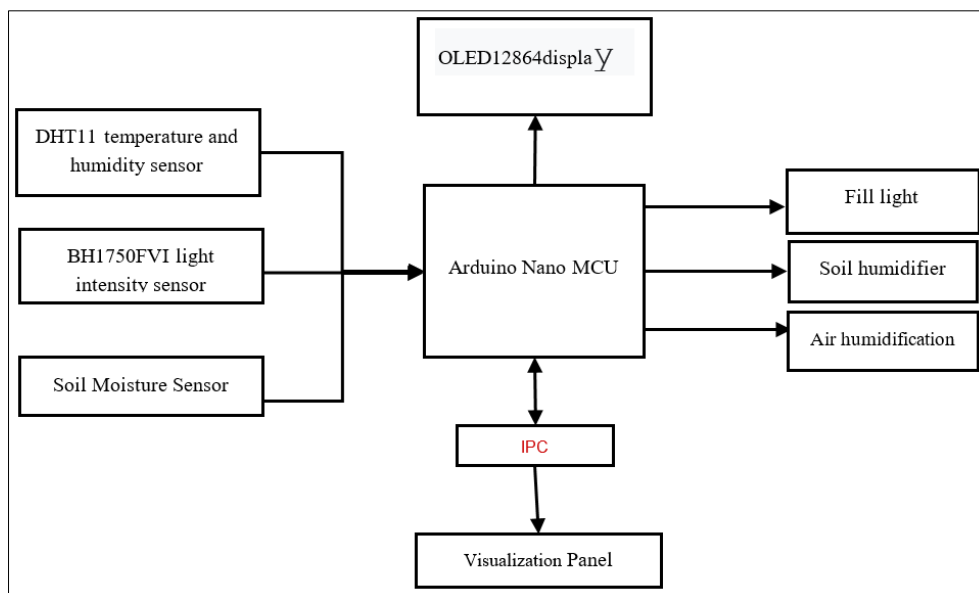 OLED12864display
DHT11 temperature and
humidity sensor
BH1750FVI light
intensity sensor
Soil Moisture Sensor
Arduino Nano MCU
Fill light
Soil humidifier
Air humidification
IPC
Visualization Panel